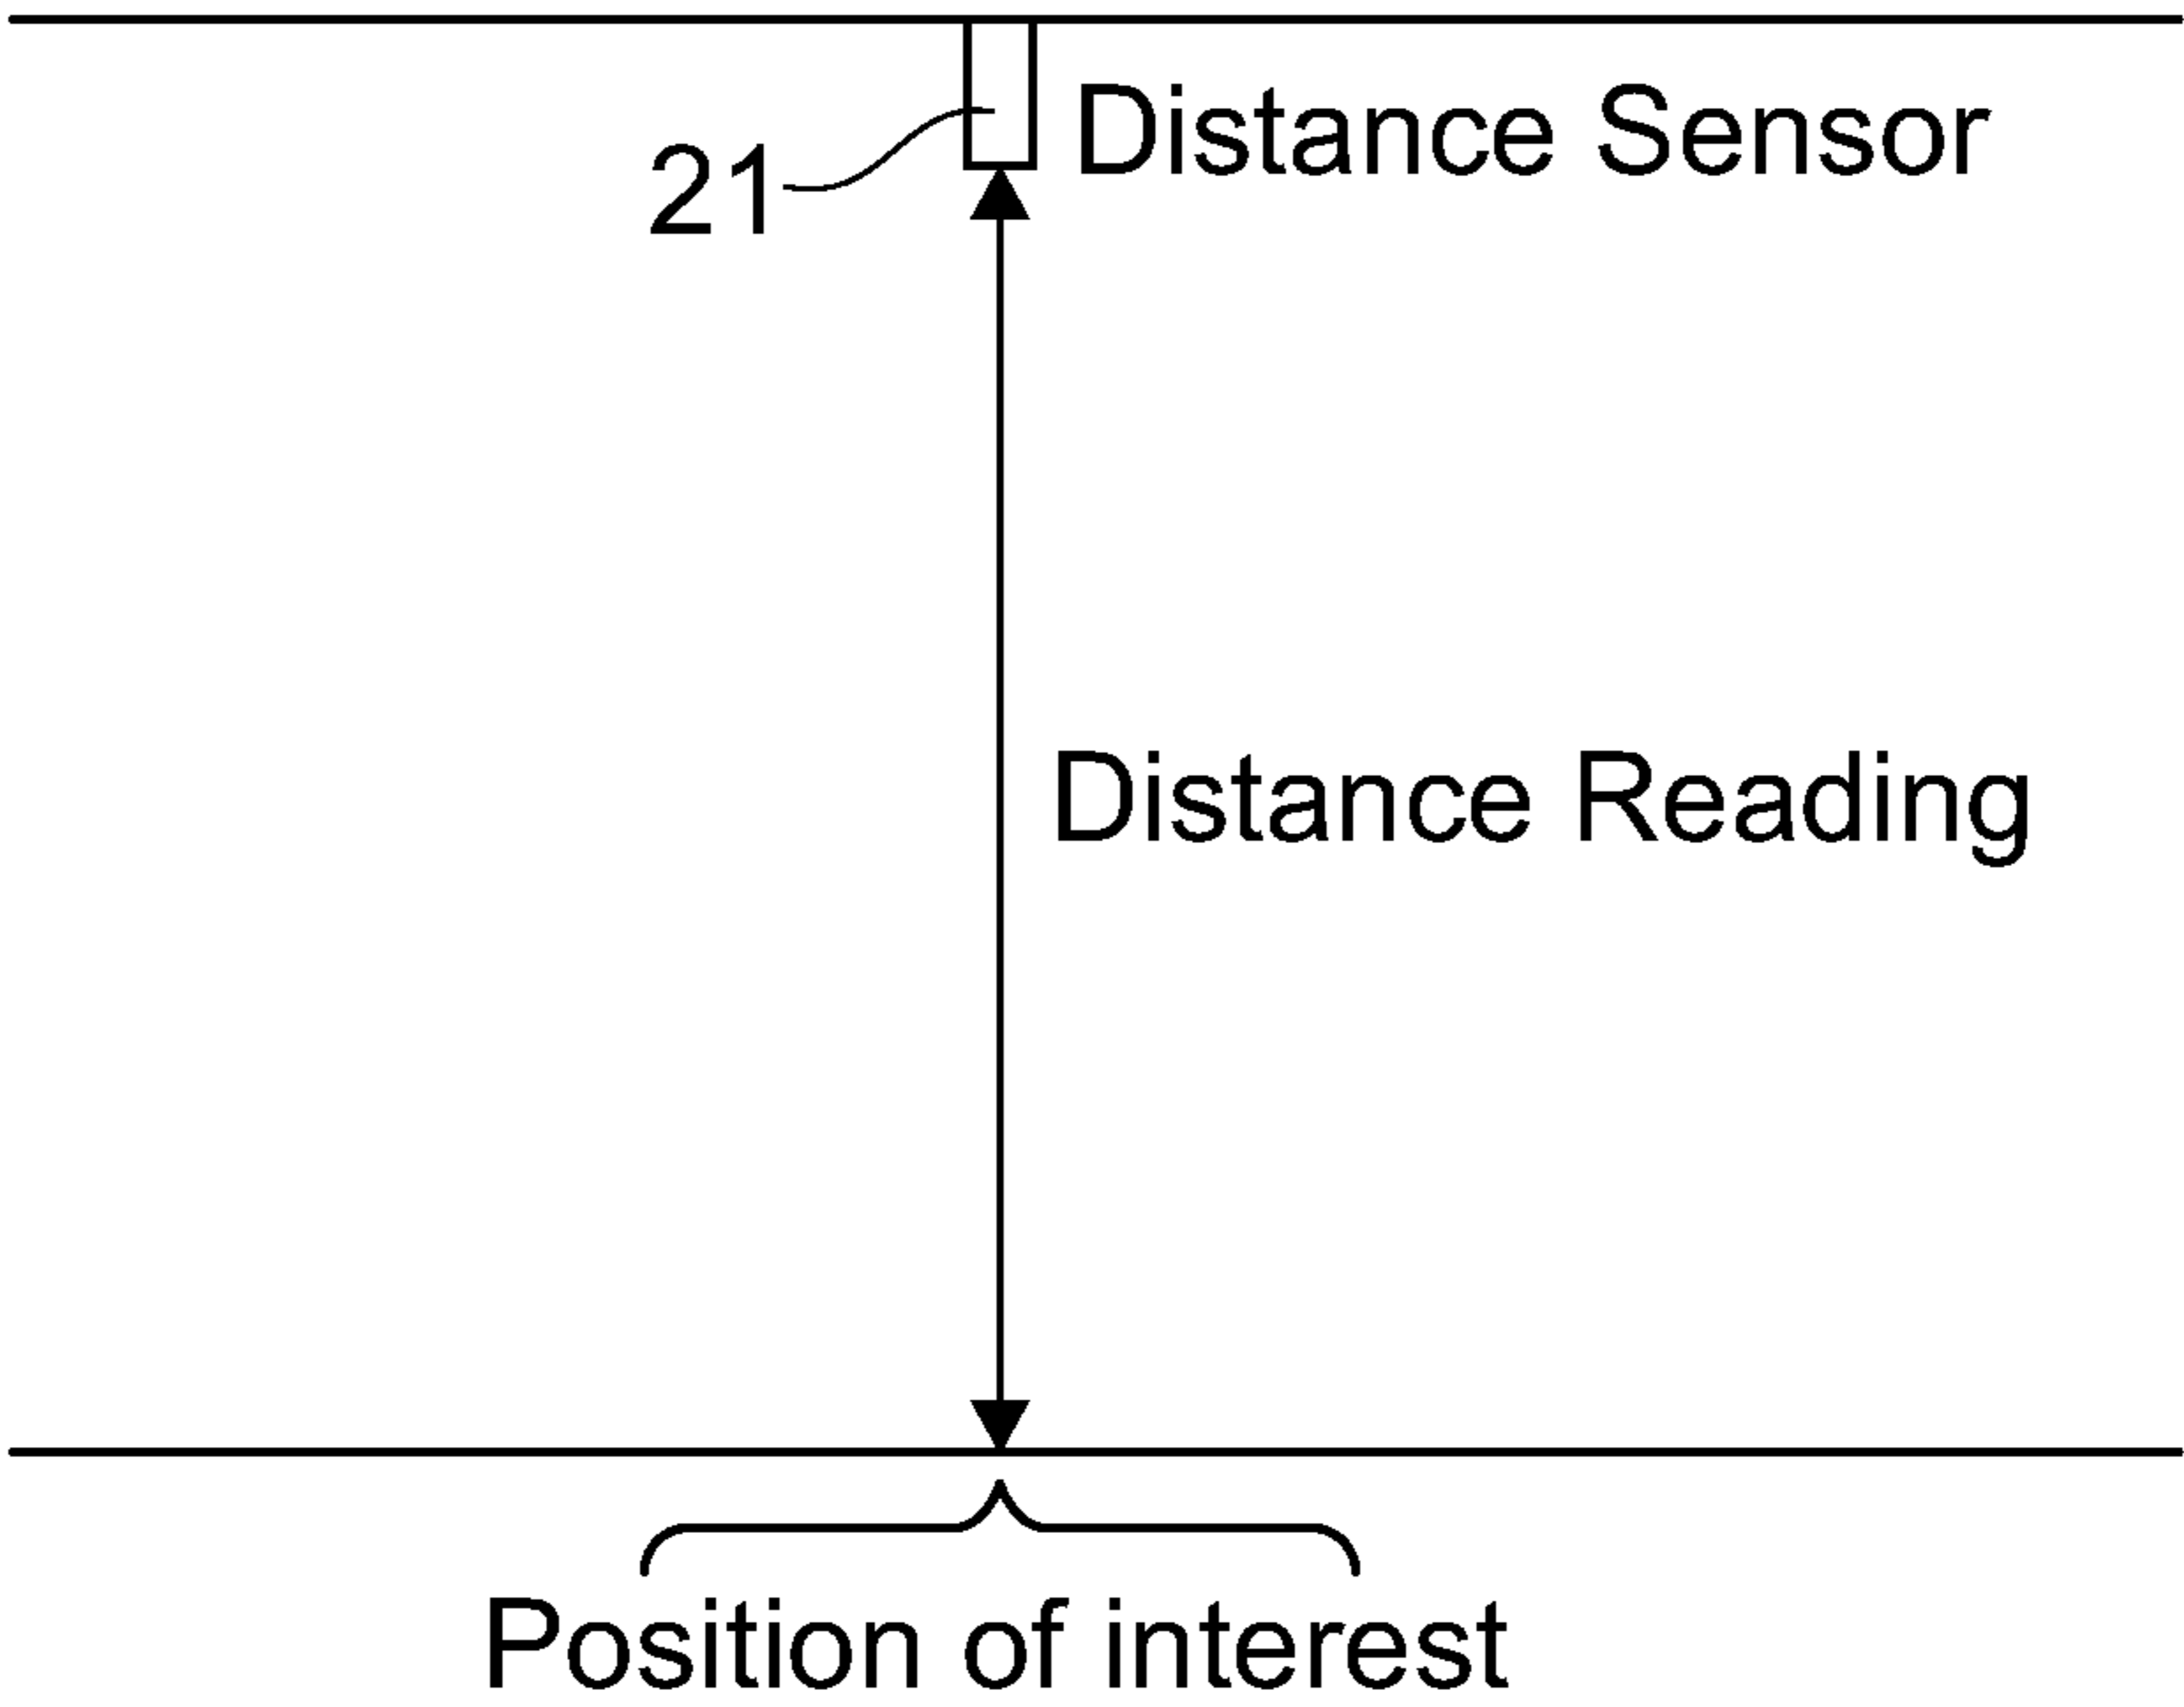 Distance Sensor
21
Distance Reading
Position of interest